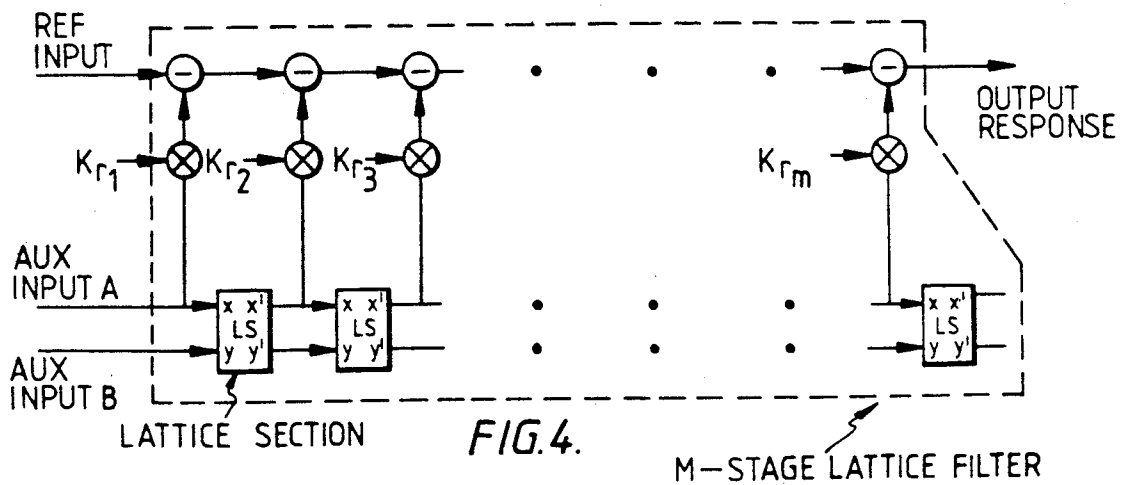 REF
INPUT
OUTPUT
RESPONSE
Kr1
Kr2
Kr3
Krm
AUX
INPUT A
x x'
LS
y y'
x x'
LS
y y'
x x'
LS
y y'
AUX
INPUT B
LATTICE SECTION
FIG.4.
M-STAGE LATTICE FILTER